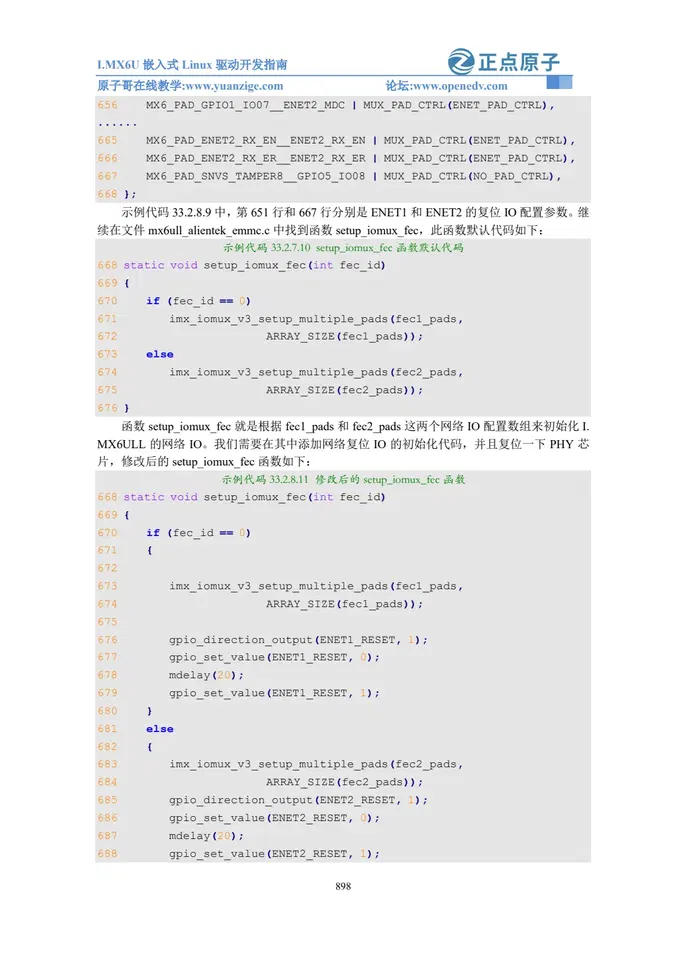 I.MX6U 嵌入式 Linux 驱动开发指南
正点原子
原子哥在线教学:www.yuanzige.com 论坛:www.openedv.com
656 MX6_PAD_GPIO1_IO07__ENET2_MDC | MUX_PAD_CTRL(ENET_PAD_CTRL),
......
665 MX6_PAD_ENET2_RX_EN__ENET2_RX_EN | MUX_PAD_CTRL(ENET_PAD_CTRL),
666 MX6_PAD_ENET2_RX_ER__ENET2_RX_ER | MUX_PAD_CTRL(ENET_PAD_CTRL),
667 MX6_PAD_SNVS_TAMPER8__GPIO5_IO08 | MUX_PAD_CTRL(NO_PAD_CTRL),
668 };
示例代码 33.2.8.9 中，第 651 行和 667 行分别是 ENET1 和 ENET2 的复位 IO 配置参数。继
续在文件 mx6ull_alientek_emmc.c 中找到函数 setup_iomux_fec，此函数默认代码如下：
示例代码 33.2.7.10 setup_iomux_fec 函数默认代码
668 static void setup_iomux_fec(int fec_id)
669 {
670 if (fec_id == 0)
671 imx_iomux_v3_setup_multiple_pads(fec1_pads,
672 ARRAY_SIZE(fec1_pads));
673 else
674 imx_iomux_v3_setup_multiple_pads(fec2_pads,
675 ARRAY_SIZE(fec2_pads));
676 }
函数 setup_iomux_fec 就是根据 fec1_pads 和 fec2_pads 这两个网络 IO 配置数组来初始化 I.
MX6ULL 的网络 IO。我们需要在其中添加网络复位 IO 的初始化代码，并且复位一下 PHY 芯
片，修改后的 setup_iomux_fec 函数如下：
示例代码 33.2.8.11 修改后的 setup_iomux_fec 函数
668 static void setup_iomux_fec(int fec_id)
669 {
670 if (fec_id == 0)
671 {
672
673 imx_iomux_v3_setup_multiple_pads(fec1_pads,
674 ARRAY_SIZE(fec1_pads));
675
676 gpio_direction_output(ENET1_RESET, 1);
677 gpio_set_value(ENET1_RESET, 0);
678 mdelay(20);
679 gpio_set_value(ENET1_RESET, 1);
680 }
681 else
682 {
683 imx_iomux_v3_setup_multiple_pads(fec2_pads,
684 ARRAY_SIZE(fec2_pads));
685 gpio_direction_output(ENET2_RESET, 1);
686 gpio_set_value(ENET2_RESET, 0);
687 mdelay(20);
688 gpio_set_value(ENET2_RESET, 1);
898